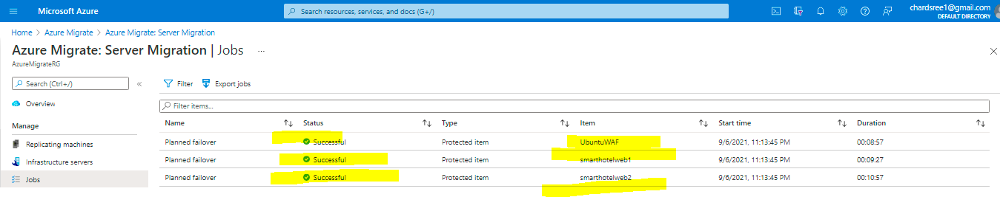 Microsoft Azure
Search resources, services, and docs (G+/)
chardsree1@gmail.com
DEFAULT DIRECTORY
Home > Azure Migrate > Azure Migrate: Server Migration
Azure Migrate: Server Migration | Jobs ...
AzureMigrateRG
Search (Ctrl+/) «
Overview
Manage
Replicating machines
Infrastructure servers
Jobs
Filter Export jobs
Filter items...
Name Status Type Item Start time Duration
Planned failover Successful Protected item UbuntuWAF 9/6/2021, 11:13:45 PM 00:08:57
Planned failover Successful Protected item smarthotelweb1 9/6/2021, 11:13:45 PM 00:09:27
Planned failover Successful Protected item smarthotelweb2 9/6/2021, 11:13:45 PM 00:10:57